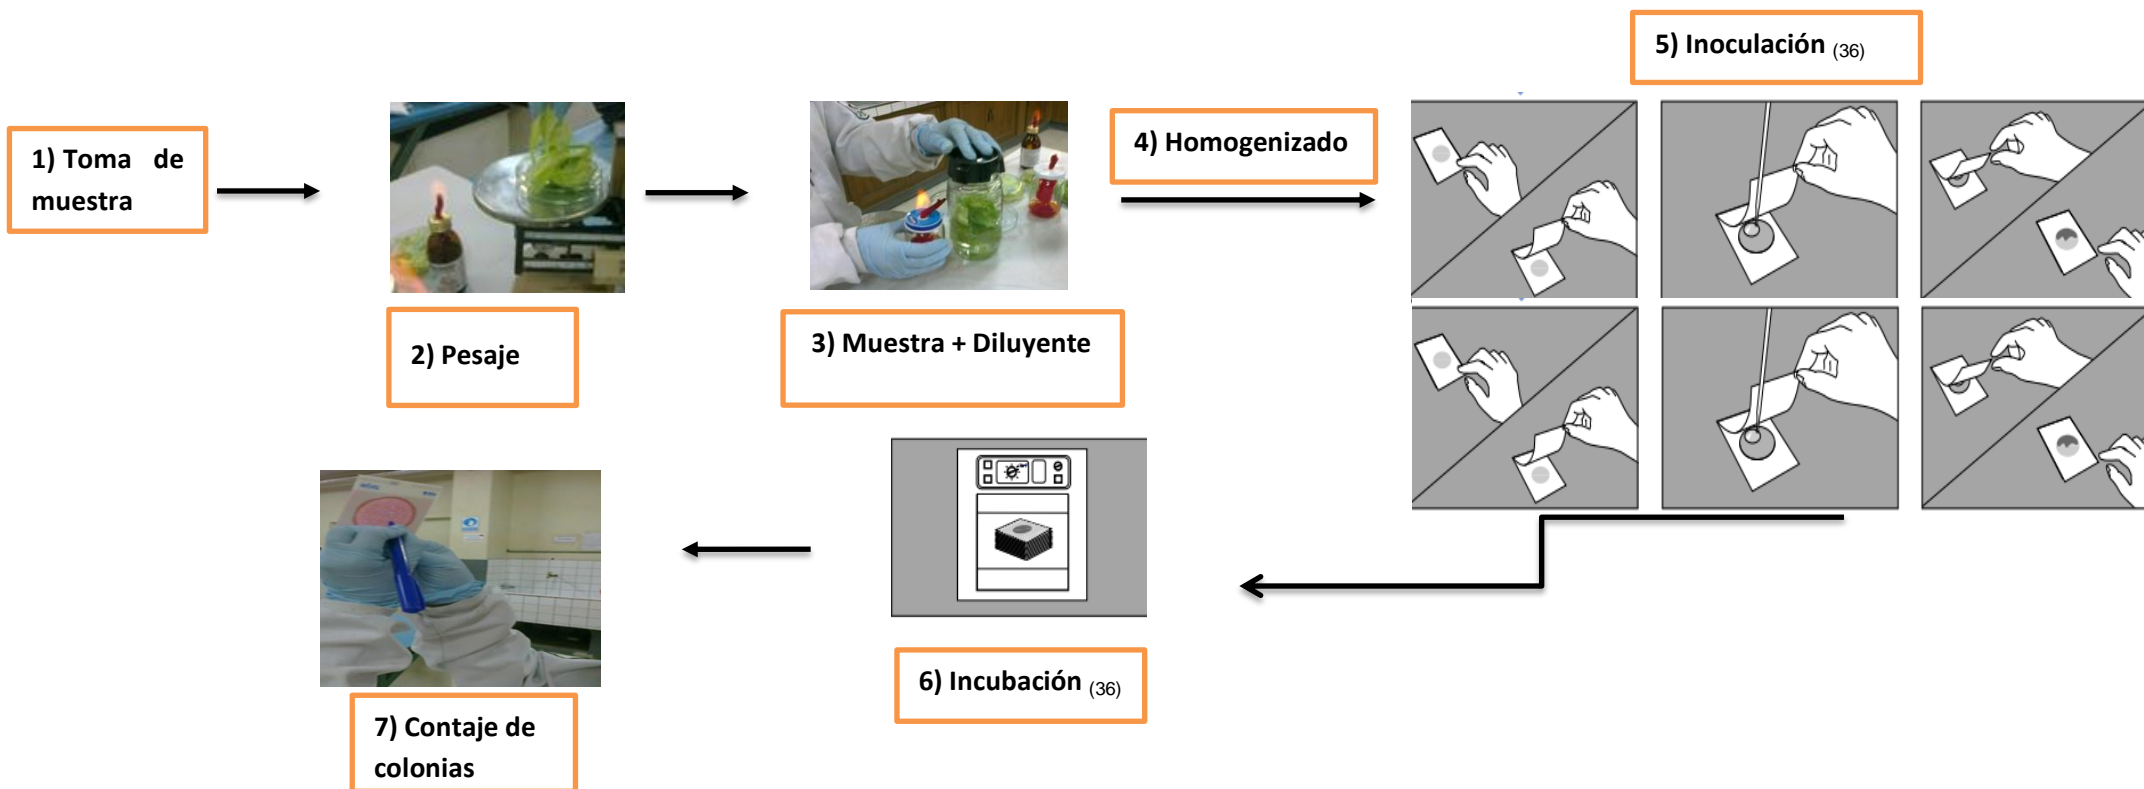 1) Toma de
muestra
2) Pesaje
3) Muestra + Diluyente
4) Homogenizado
5) Inoculación (36)
6) Incubación (36)
7) Contaje de
colonias